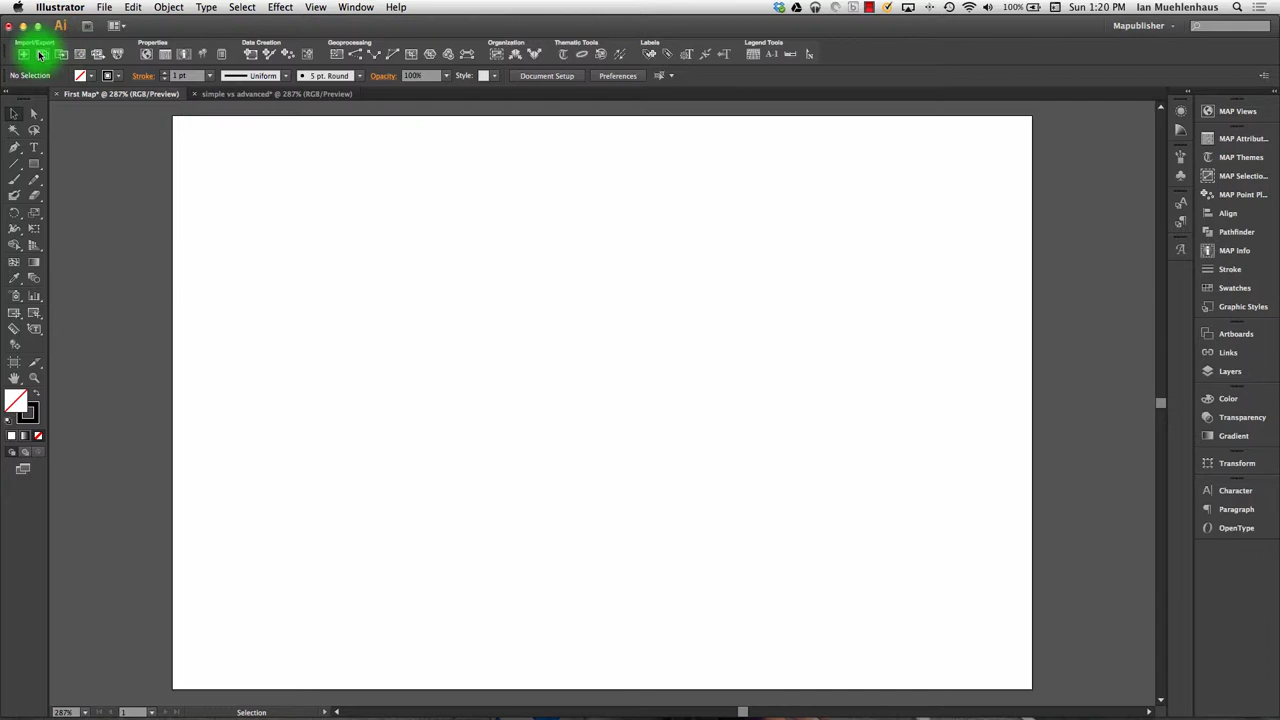 Illustrator File Edit Object Type Select Effect View Window Help 100% Sun 1:20 PM Ian Muehlenhaus
Ai Mapublisher
Import/Export Properties Data Creation Geoprocessing Organization Thematic Tools Labels Legend Tools
No Selection Stroke: 1 pt Uniform 5 pt. Round Opacity: 100% Style: Document Setup Preferences
× First Map* @ 287% (RGB/Preview) × simple vs advanced* @ 287% (RGB/Preview)
MAP Views
MAP Attribut...
MAP Themes
MAP Selectio...
MAP Point Pl...
Align
Pathfinder
MAP Info
Stroke
Swatches
Graphic Styles
Artboards
Links
Layers
Color
Transparency
Gradient
Transform
Character
Paragraph
OpenType
287% 1 Selection